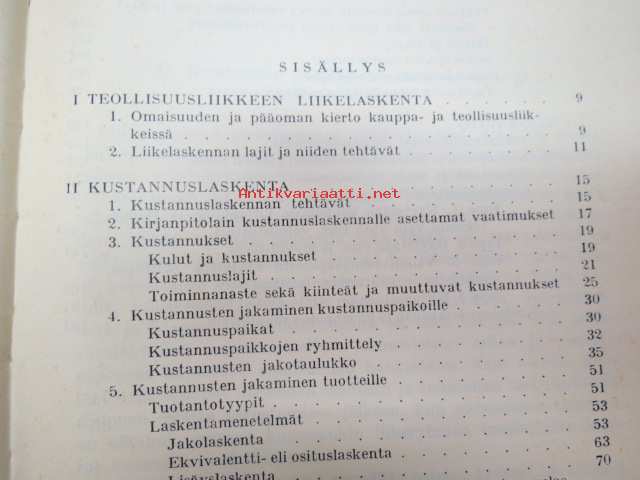 SISÄLLYS
I TEOLLISUUSLIIKKEEN LIIKELASKENTA . . . . . . . 9
1. Omaisuuden ja pääoman kierto kauppa- ja teollisuusliik-
keissä . . . . . . . . . . . . . . . . . . 9
2. Liikelaskennan lajit ja niiden tehtävät . . . . . . . 11
Antikvariaatti.net
II KUSTANNUSLASKENTA . . . . . . . . . . . . 15
1. Kustannuslaskennan tehtävät . . . . . . . . . 15
2. Kirjanpitolain kustannuslaskennalle asettamat vaatimukset 17
3. Kustannukset . . . . . . . . . . . . . . . 19
Kulut ja kustannukset . . . . . . . . . . . 19
Kustannuslajit . . . . . . . . . . . . . . 21
Toiminnanaste sekä kiinteät ja muuttuvat kustannukset . 25
4. Kustannusten jakaminen kustannuspaikoille . . . . . 30
Kustannuspaikat . . . . . . . . . . . . . 30
Kustannuspaikkojen ryhmittely . . . . . . . . 32
Kustannusten jakotaulukko . . . . . . . . . 35
5. Kustannusten jakaminen tuotteille . . . . . . . . 51
Tuotantotyypit . . . . . . . . . . . . . . 51
Laskentamenetelmät . . . . . . . . . . . . 53
Jakolaskenta . . . . . . . . . . . . . 53
Ekvivalentti- eli osituslaskenta . . . . . . . 63
Lisäyslaskenta . . . . . . . . . . . . 70